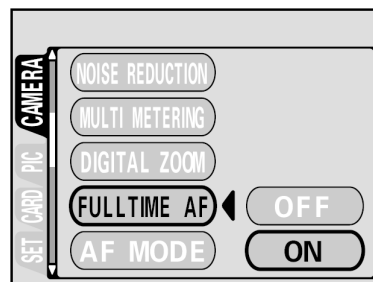 CAMERA
PIC
CARD
SET
NOISE REDUCTION
MULTI METERING
DIGITAL ZOOM
FULLTIME AF
OFF
AF MODE
ON